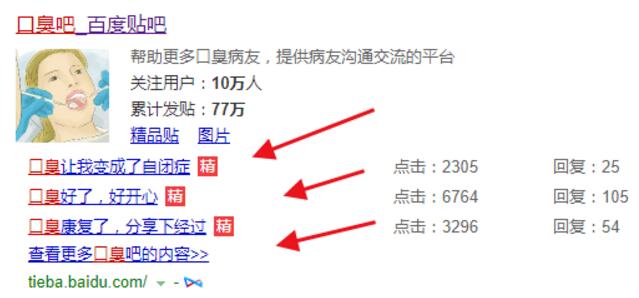 口臭吧_百度贴吧
帮助更多口臭病友，提供病友沟通交流的平台
关注用户：10万人
累计发贴：77万
精品贴 图片
口臭让我变成了自闭症 精 点击：2305 回复：25
口臭好了，好开心 精 点击：6764 回复：105
口臭康复了，分享下经过 精 点击：3296 回复：54
查看更多口臭吧的内容>>
tieba.baidu.com/ -